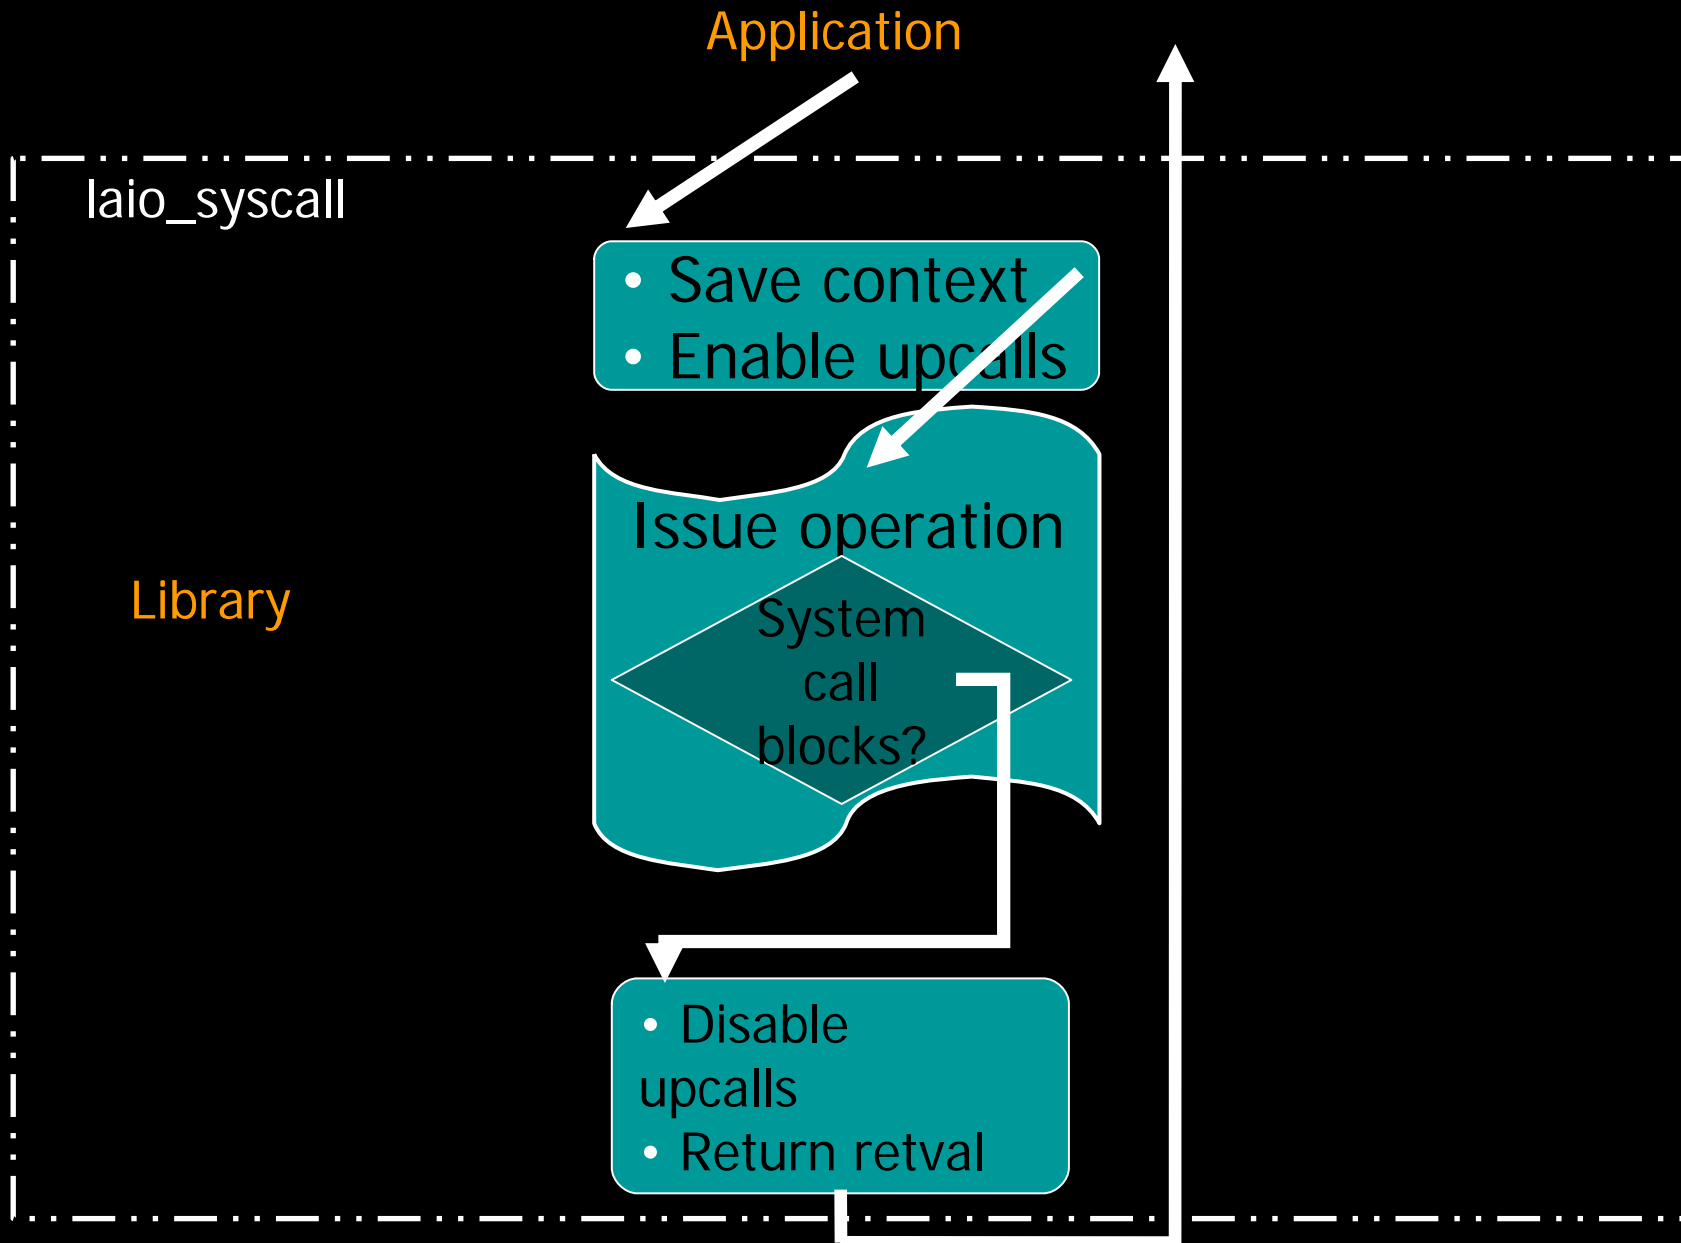 Application
laio_syscall
• Save context
• Enable upcalls
Issue operation
Library
System
call
blocks?
• Disable
upcalls
• Return retval